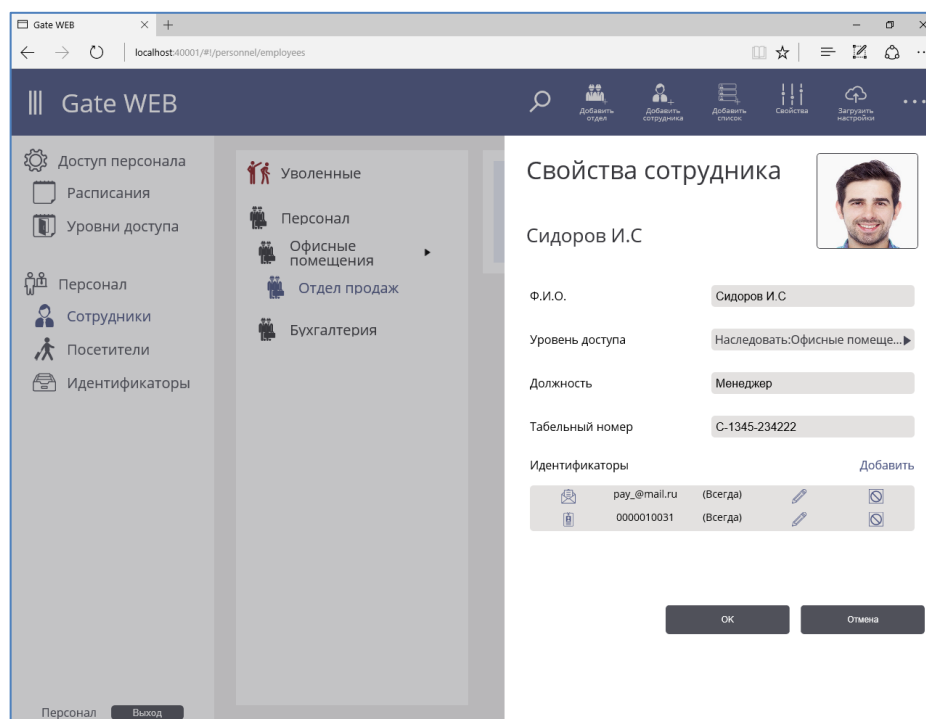 Gate WEB
localhost:40001/#!/personnel/employees
Gate WEB
Добавить отдел
Добавить сотрудника
Добавить список
Свойства
Загрузить настройки
Доступ персонала
Расписания
Уровни доступа
Персонал
Сотрудники
Посетители
Идентификаторы
Персонал
Выход
Уволенные
Персонал
Офисные
помещения
Отдел продаж
Бухгалтерия
Свойства сотрудника
Сидоров И.С
Ф.И.О. Сидоров И.С
Уровень доступа Наследовать:Офисные помеще...
Должность Менеджер
Табельный номер С-1345-234222
Идентификаторы Добавить
pay_@mail.ru (Всегда)
0000010031 (Всегда)
ОК Отмена